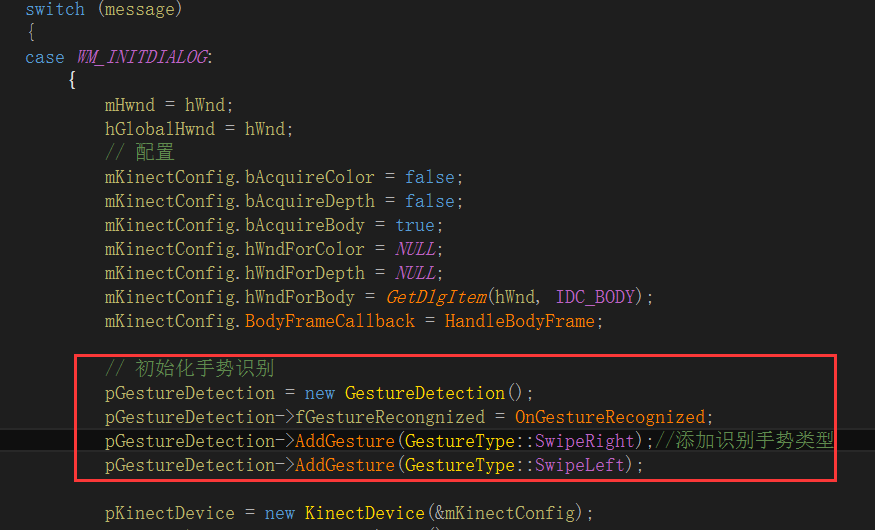 switch (message)
{
case WM_INITDIALOG:
{
mHwnd = hWnd;
hGlobalHwnd = hWnd;
// 配置
mKinectConfig.bAcquireColor = false;
mKinectConfig.bAcquireDepth = false;
mKinectConfig.bAcquireBody = true;
mKinectConfig.hWndForColor = NULL;
mKinectConfig.hWndForDepth = NULL;
mKinectConfig.hWndForBody = GetDlgItem(hWnd, IDC_BODY);
mKinectConfig.BodyFrameCallback = HandleBodyFrame;
// 初始化手势识别
pGestureDetection = new GestureDetection();
pGestureDetection->fGestureRecongnized = OnGestureRecognized;
pGestureDetection->AddGesture(GestureType::SwipeRight);//添加识别手势类型
pGestureDetection->AddGesture(GestureType::SwipeLeft);
pKinectDevice = new KinectDevice(&mKinectConfig);